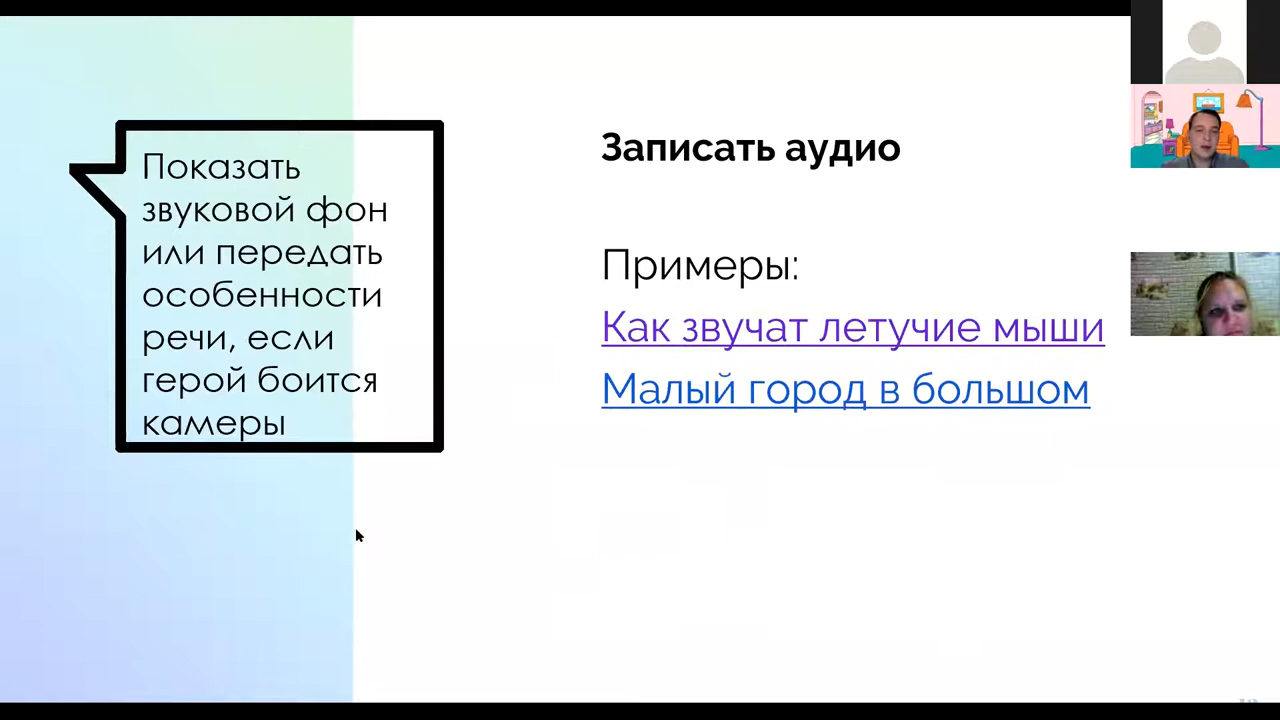 Показать
звуковой фон
или передать
особенности
речи, если
герой боится
камеры
Записать аудио
Примеры:
Как звучат летучие мыши
Малый город в большом